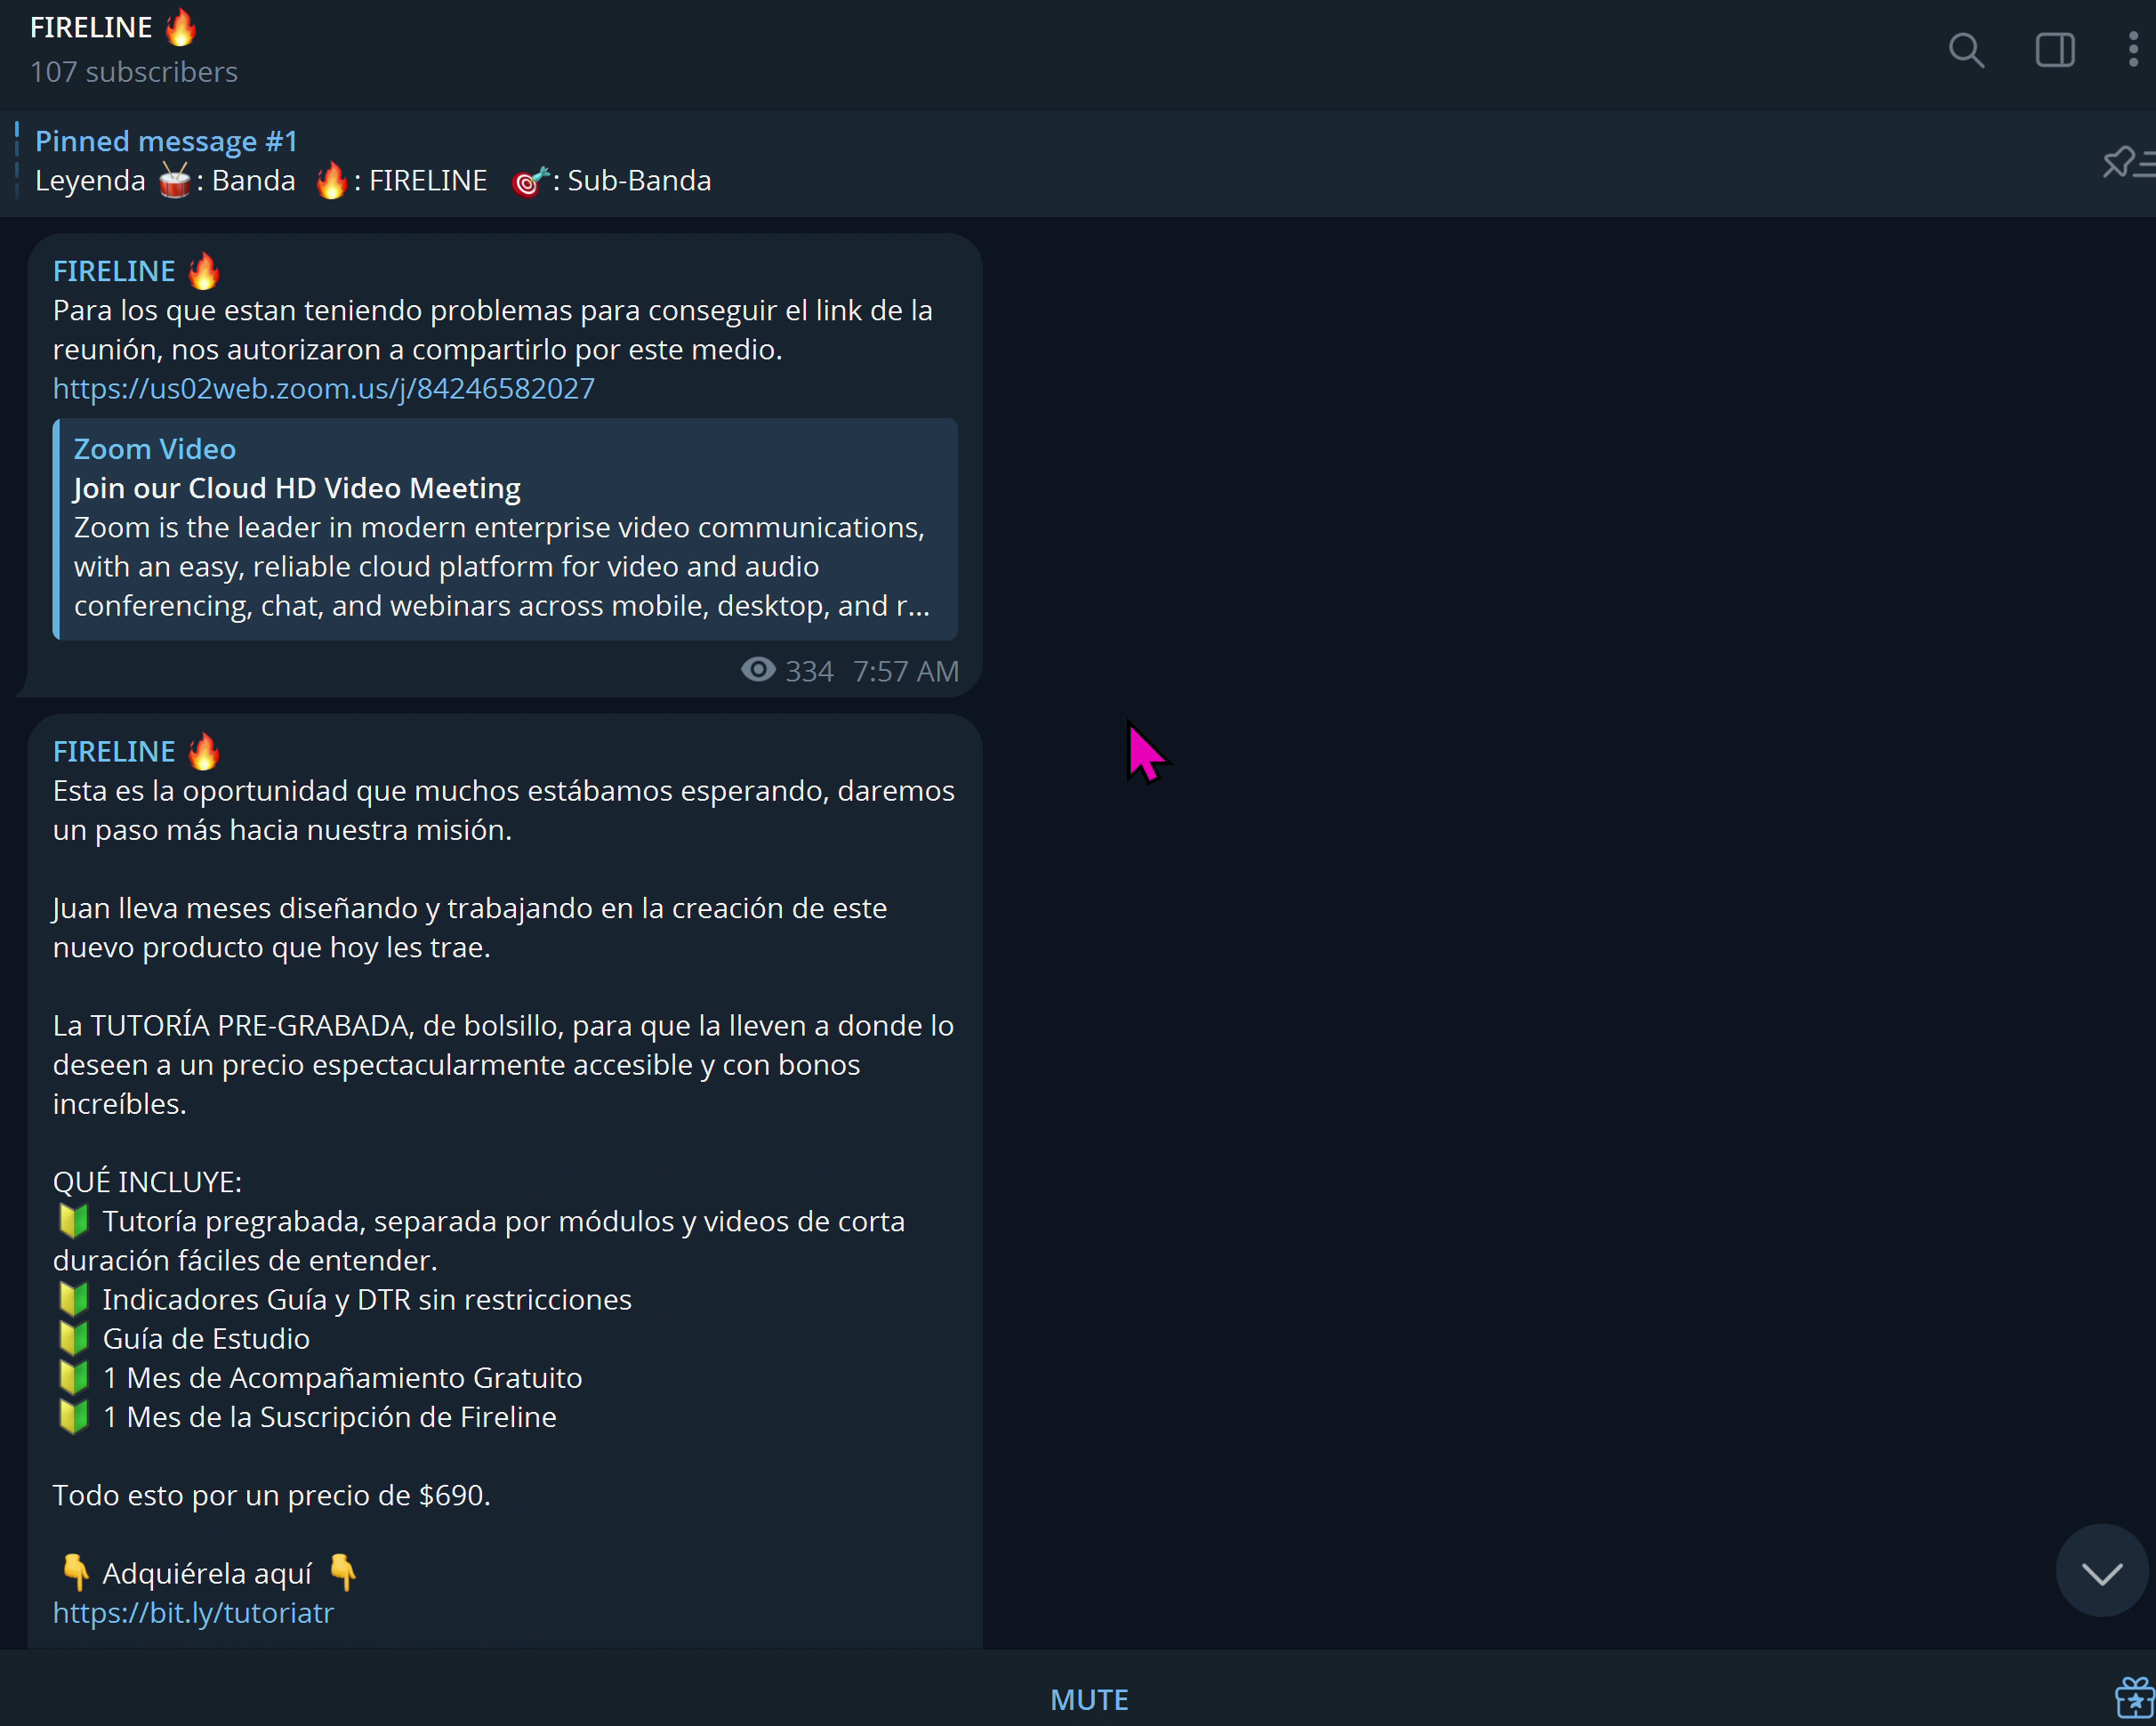 FIRELINE 🔥
107 subscribers
Pinned message #1
Leyenda 🥁: Banda 🔥: FIRELINE 🎯: Sub-Banda
FIRELINE 🔥
Para los que estan teniendo problemas para conseguir el link de la
reunión, nos autorizaron a compartirlo por este medio.
https://us02web.zoom.us/j/84246582027
Zoom Video
Join our Cloud HD Video Meeting
Zoom is the leader in modern enterprise video communications,
with an easy, reliable cloud platform for video and audio
conferencing, chat, and webinars across mobile, desktop, and r...
334 7:57 AM
FIRELINE 🔥
Esta es la oportunidad que muchos estábamos esperando, daremos
un paso más hacia nuestra misión.
Juan lleva meses diseñando y trabajando en la creación de este
nuevo producto que hoy les trae.
La TUTORÍA PRE-GRABADA, de bolsillo, para que la lleven a donde lo
deseen a un precio espectacularmente accesible y con bonos
increíbles.
QUÉ INCLUYE:
🔰 Tutoría pregrabada, separada por módulos y videos de corta
duración fáciles de entender.
🔰 Indicadores Guía y DTR sin restricciones
🔰 Guía de Estudio
🔰 1 Mes de Acompañamiento Gratuito
🔰 1 Mes de la Suscripción de Fireline
Todo esto por un precio de $690.
👇 Adquiérela aquí 👇
https://bit.ly/tutoriatr
MUTE